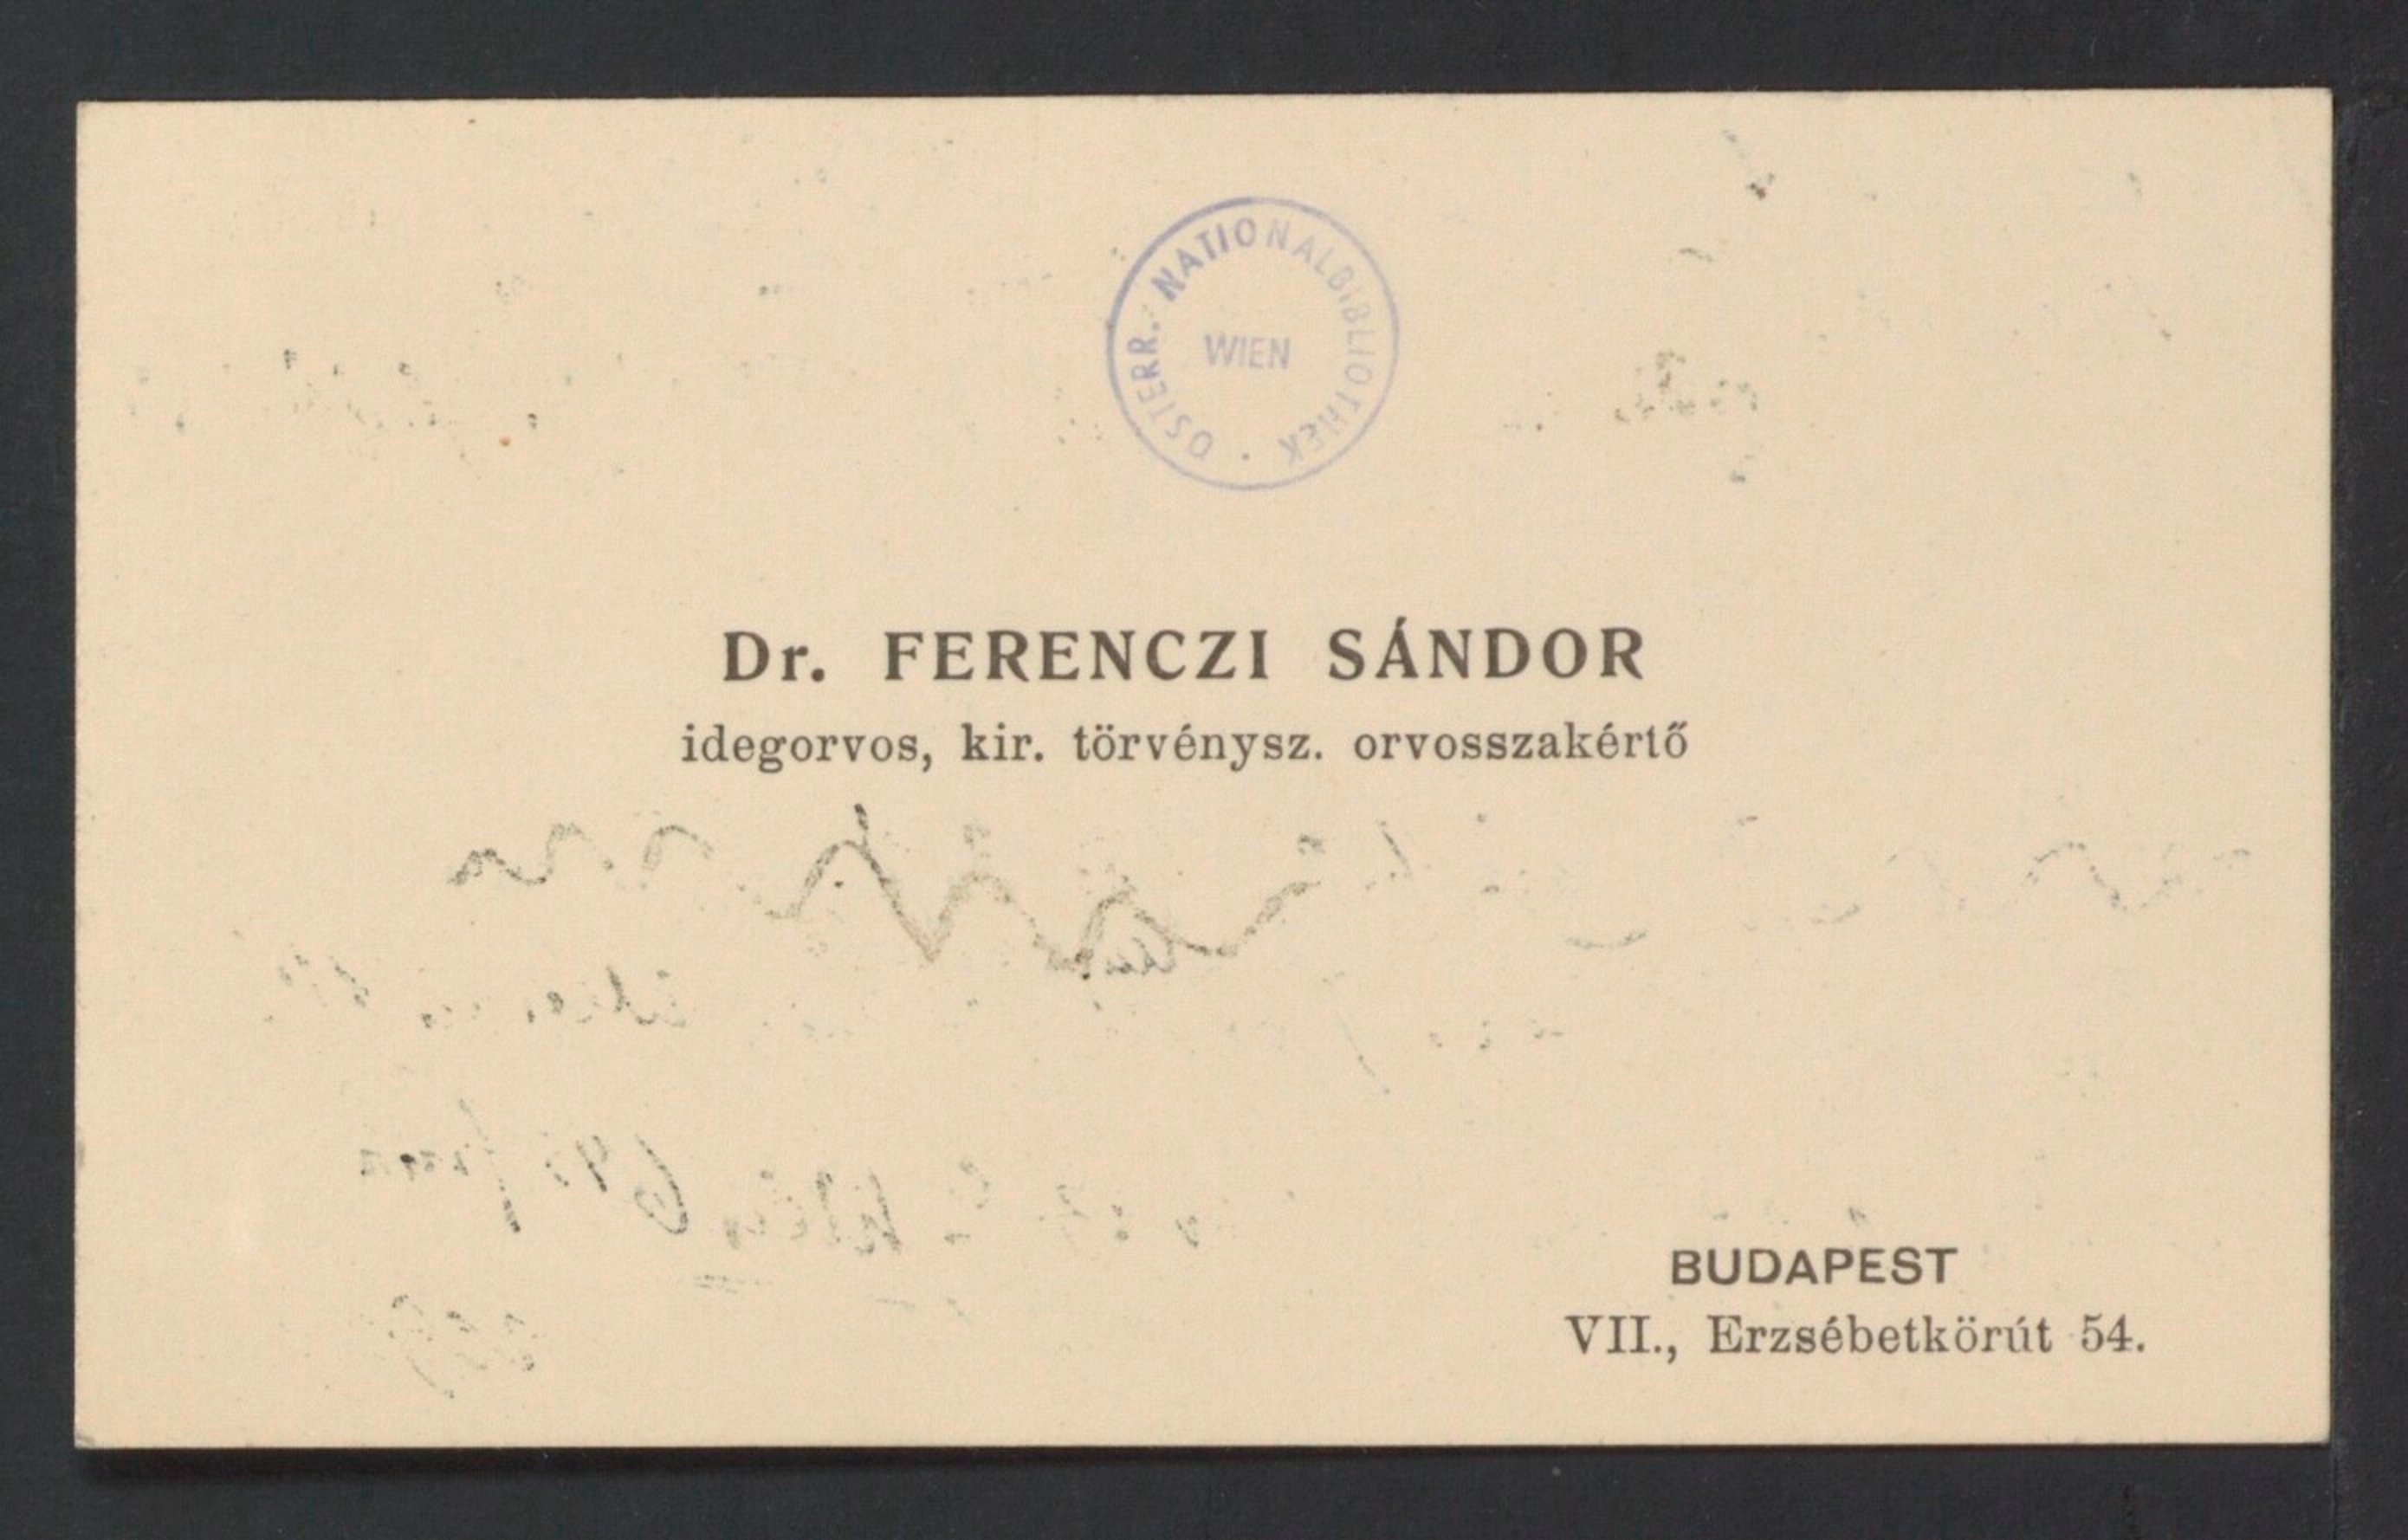 ÖSTERR. NATIONALBIBLIOTHEK
WIEN
Dr. FERENCZI SÁNDOR
idegorvos, kir. törvénysz. orvosszakértő
BUDAPEST
VII., Erzsébetkörút 54.